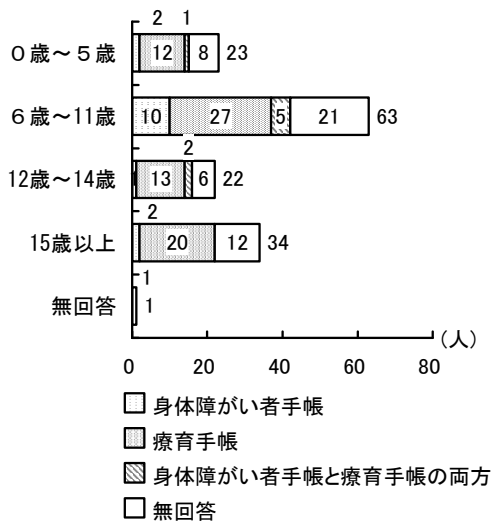 2 1
0歳~5歳 12 8 23
6歳~11歳 10 27 5 21 63
2
12歳~14歳 13 6 22
2
15歳以上 20 12 34
1
無回答 1
(人)
0 20 40 60 80
身体障がい者手帳
療育手帳
身体障がい者手帳と療育手帳の両方
無回答